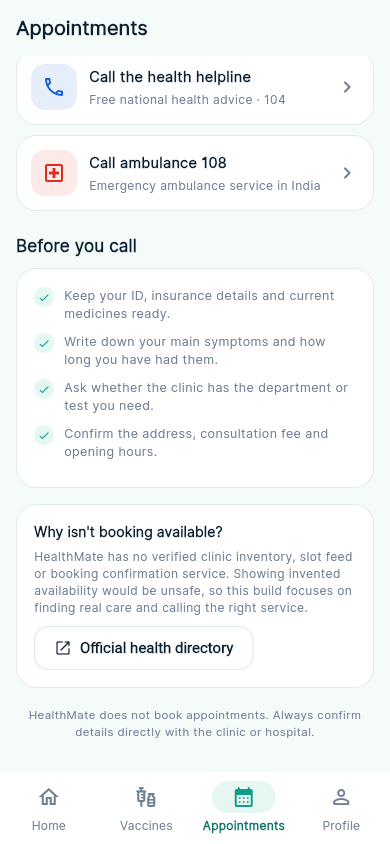 Appointments
Call the health helpline
Free national health advice · 104
Call ambulance 108
Emergency ambulance service in India
Before you call
Keep your ID, insurance details and current
medicines ready.
Write down your main symptoms and how
long you have had them.
Ask whether the clinic has the department or
test you need.
Confirm the address, consultation fee and
opening hours.
Why isn't booking available?
HealthMate has no verified clinic inventory, slot feed
or booking confirmation service. Showing invented
availability would be unsafe, so this build focuses on
finding real care and calling the right service.
Official health directory
HealthMate does not book appointments. Always confirm
details directly with the clinic or hospital.
Home
Vaccines
Appointments
Profile